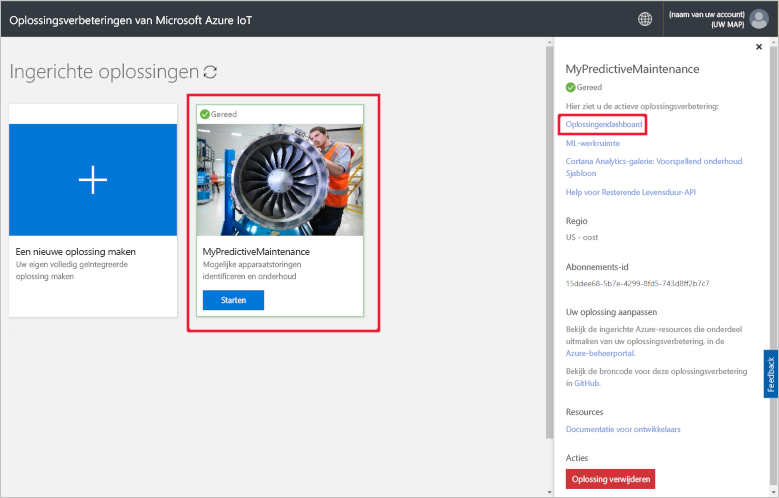 Oplossingsverbeteringen van Microsoft Azure IoT
(naam van uw account)
(UW MAP)
Ingerichte oplossingen
Een nieuwe oplossing maken
Uw eigen volledig geïntegreerde
oplossing maken
Gereed
MyPredictiveMaintenance
Mogelijke apparaatstoringen
identificeren en onderhoud
Starten
MyPredictiveMaintenance
Gereed
Hier ziet u de actieve oplossingsverbetering:
Oplossingendashboard
ML-werkruimte
Cortana Analytics-galerie: Voorspellend onderhoud
Sjabloon
Help voor Resterende Levensduur-API
Regio
US - oost
Abonnements-id
15ddee68-5b7e-4299-8fd5-743d8ff2b7c7
Uw oplossing aanpassen
Bekijk de ingerichte Azure-resources die onderdeel
uitmaken van uw oplossingsverbetering, in de
Azure-beheerportal.
Bekijk de broncode voor deze oplossingsverbetering
in GitHub.
Resources
Documentatie voor ontwikkelaars
Acties
Oplossing verwijderen
Feedback